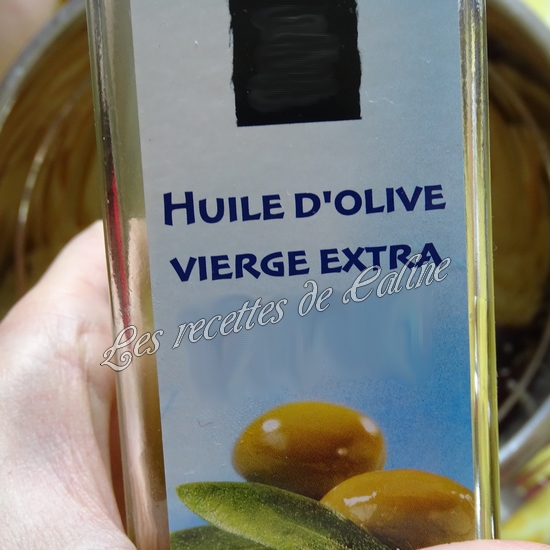 HUILE D'OLIVE
VIERGE EXTRA
Les recettes de Caline